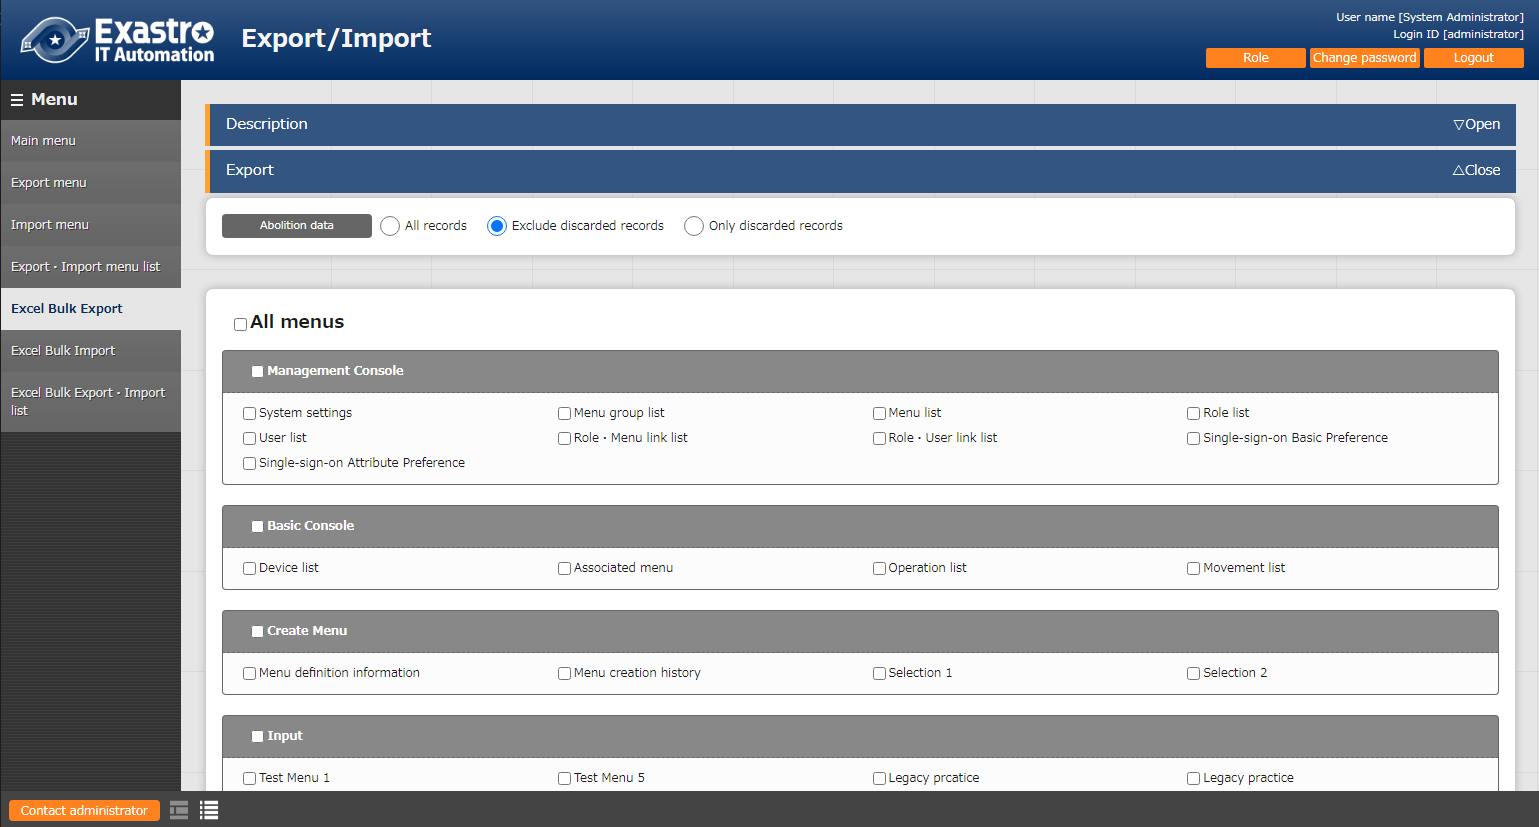 Exastro
IT Automation
Export/Import
User name [System Administrator]
Login ID [administrator]
Role
Change password
Logout
Menu
Main menu
Export menu
Import menu
Export・Import menu list
Excel Bulk Export
Excel Bulk Import
Excel Bulk Export・Import
list
Description
▽Open
Export
△Close
Abolition data
All records
Exclude discarded records
Only discarded records
All menus
Management Console
System settings
Menu group list
Menu list
Role list
User list
Role・Menu link list
Role・User link list
Single-sign-on Basic Preference
Single-sign-on Attribute Preference
Basic Console
Device list
Associated menu
Operation list
Movement list
Create Menu
Menu definition information
Menu creation history
Selection 1
Selection 2
Input
Test Menu 1
Test Menu 5
Legacy prcatice
Legacy practice
Contact administrator